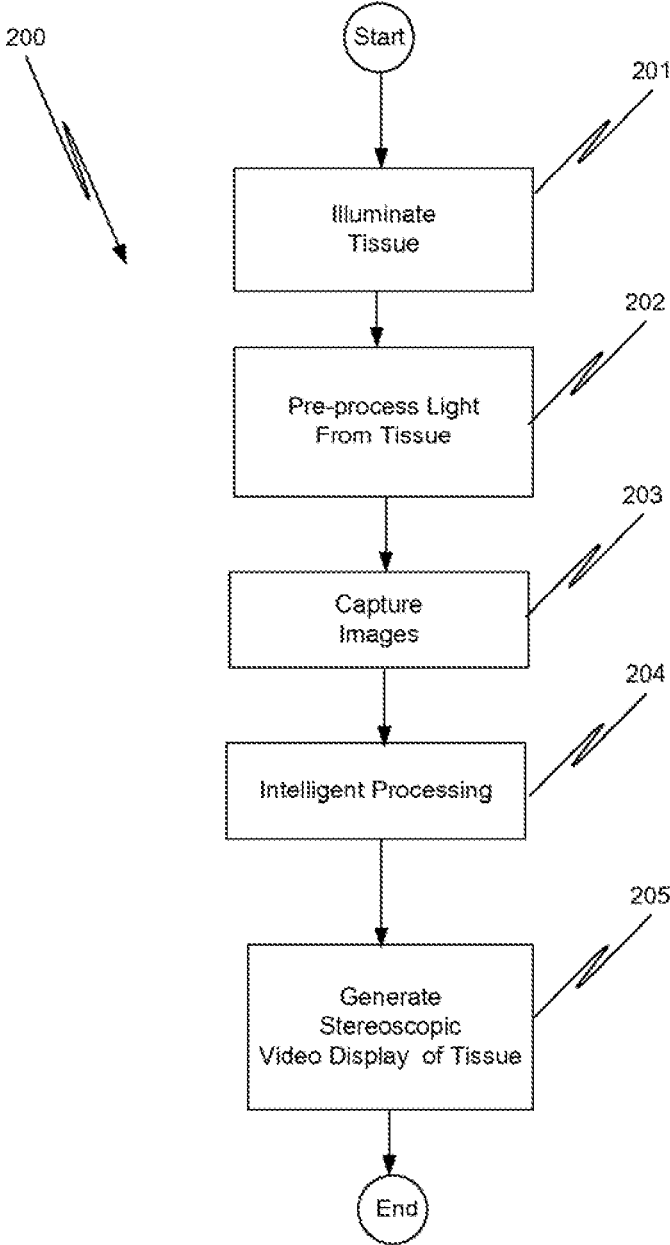 200
Start
201
Illuminate
Tissue
202
Pre-process Light
From Tissue
203
Capture
Images
204
Intelligent Processing
205
Generate
Stereoscopic
Video Display of Tissue
End